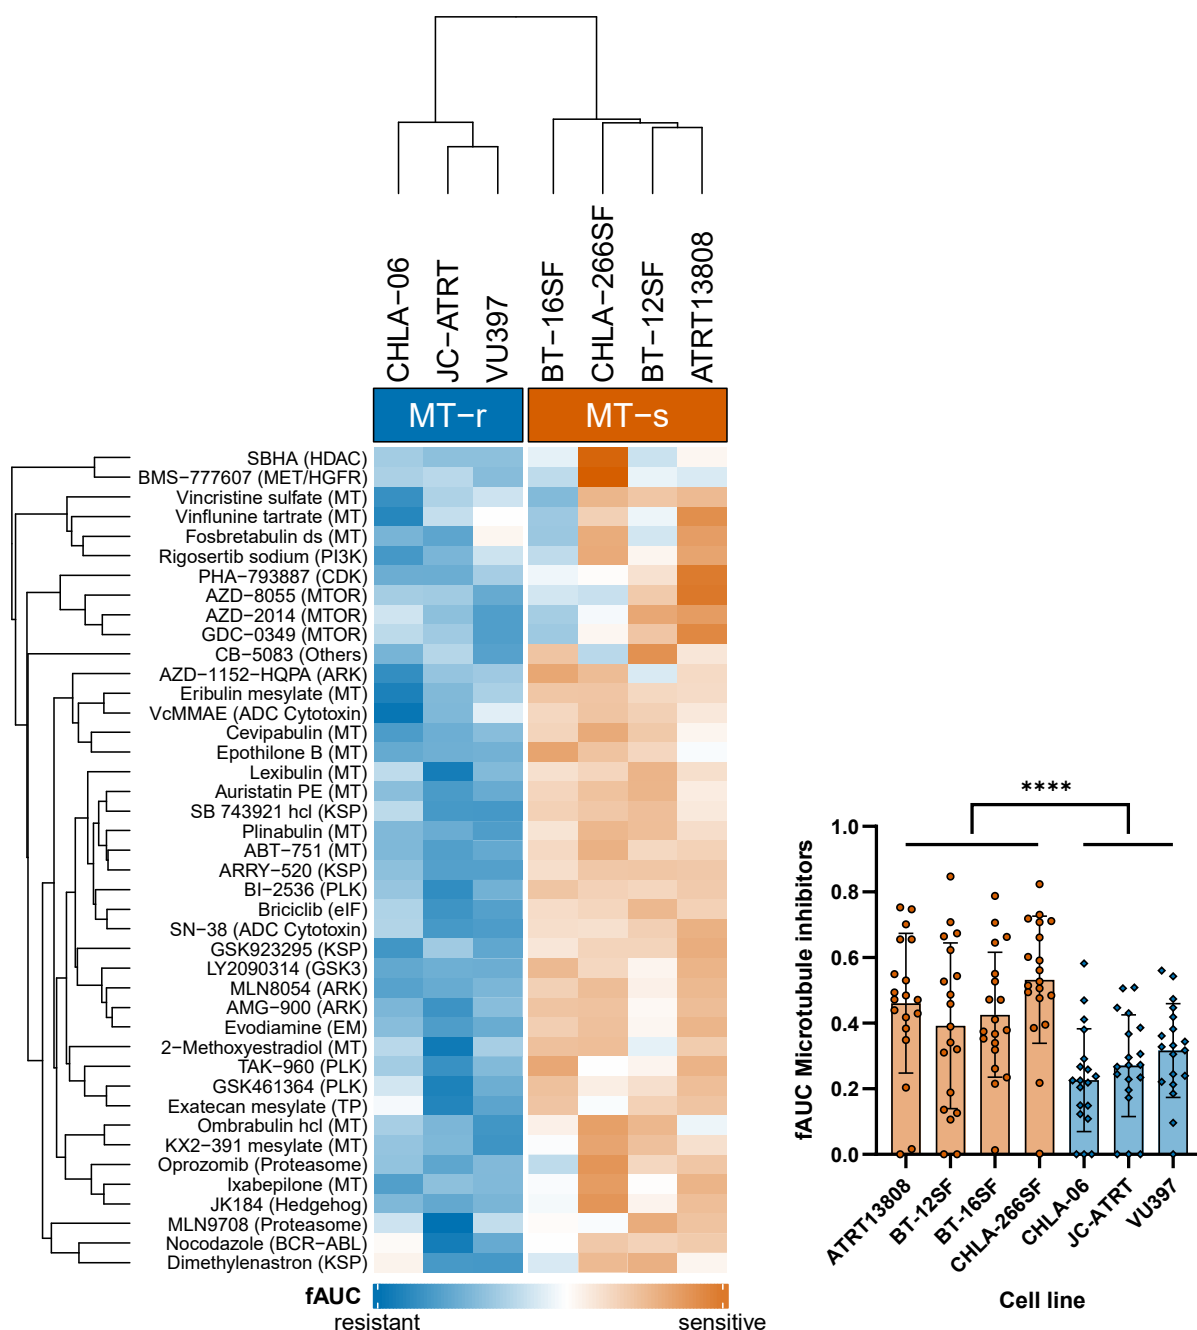 CHLA−06
JC−ATRT
VU397
BT−16SF
CHLA−266SF
BT−12SF
ATRT13808
MT−r
MT−s
SBHA (HDAC)
BMS−777607 (MET/HGFR)
Vincristine sulfate (MT)
Vinflunine tartrate (MT)
Fosbretabulin ds (MT)
Rigosertib sodium (PI3K)
PHA−793887 (CDK)
AZD−8055 (MTOR)
AZD−2014 (MTOR)
GDC−0349 (MTOR)
CB−5083 (Others)
AZD−1152−HQPA (ARK)
Eribulin mesylate (MT)
VcMMAE (ADC Cytotoxin)
Cevipabulin (MT)
Epothilone B (MT)
Lexibulin (MT)
Auristatin PE (MT)
SB 743921 hcl (KSP)
Plinabulin (MT)
ABT−751 (MT)
ARRY−520 (KSP)
BI−2536 (PLK)
Briciclib (eIF)
SN−38 (ADC Cytotoxin)
GSK923295 (KSP)
LY2090314 (GSK3)
MLN8054 (ARK)
AMG−900 (ARK)
Evodiamine (EM)
2−Methoxyestradiol (MT)
TAK−960 (PLK)
GSK461364 (PLK)
Exatecan mesylate (TP)
Ombrabulin hcl (MT)
KX2−391 mesylate (MT)
Oprozomib (Proteasome)
Ixabepilone (MT)
JK184 (Hedgehog)
MLN9708 (Proteasome)
Nocodazole (BCR−ABL)
Dimethylenastron (KSP)
fAUC
resistant
sensitive
****
fAUC Microtubule inhibitors
1.0
0.8
0.6
0.4
0.2
0.0
ATRT13808
BT-12SF
BT-16SF
CHLA-266SF
CHLA-06
JC-ATRT
VU397
Cell line